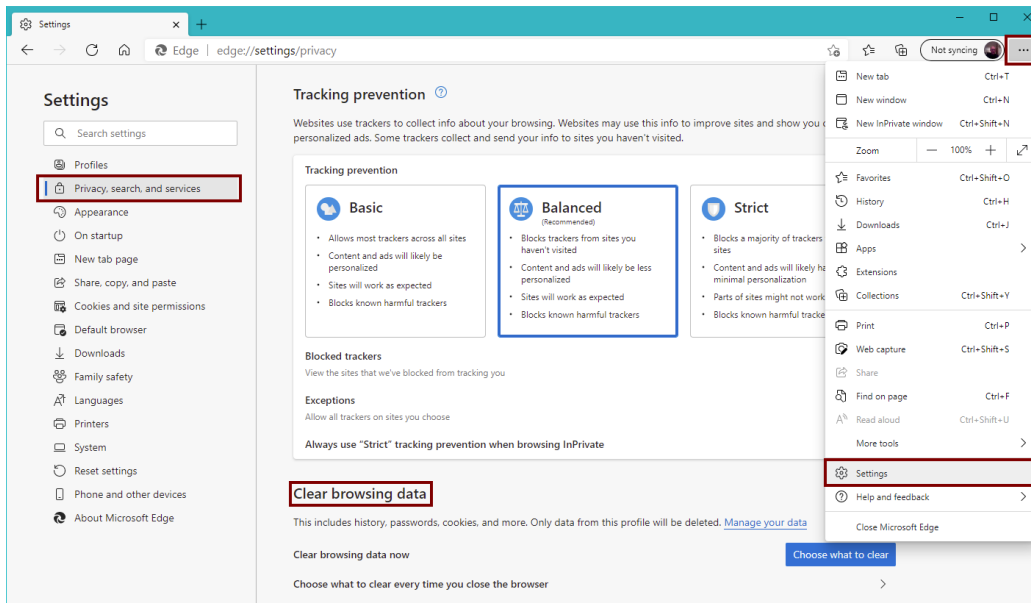 Settings
Edge | edge://settings/privacy
Not syncing
Settings
Search settings
Profiles
Privacy, search, and services
Appearance
On startup
New tab page
Share, copy, and paste
Cookies and site permissions
Default browser
Downloads
Family safety
Languages
Printers
System
Reset settings
Phone and other devices
About Microsoft Edge
Tracking prevention
Websites use trackers to collect info about your browsing. Websites may use this info to improve sites and show you
personalized ads. Some trackers collect and send your info to sites you haven't visited.
Tracking prevention
Basic
• Allows most trackers across all sites
• Content and ads will likely be
personalized
• Sites will work as expected
• Blocks known harmful trackers
Balanced
(Recommended)
• Blocks trackers from sites you
haven't visited
• Content and ads will likely be less
personalized
• Sites will work as expected
• Blocks known harmful trackers
Strict
• Blocks a majority of trackers
sites
• Content and ads will likely ha
minimal personalization
• Parts of sites might not work
• Blocks known harmful tracke
Blocked trackers
View the sites that we've blocked from tracking you
Exceptions
Allow all trackers on sites you choose
Always use "Strict" tracking prevention when browsing InPrivate
Clear browsing data
This includes history, passwords, cookies, and more. Only data from this profile will be deleted. Manage your data
Clear browsing data now
Choose what to clear
Choose what to clear every time you close the browser
New tab Ctrl+T
New window Ctrl+N
New InPrivate window Ctrl+Shift+N
Zoom — 100% +
Favorites Ctrl+Shift+O
History Ctrl+H
Downloads Ctrl+J
Apps
Extensions
Collections Ctrl+Shift+Y
Print Ctrl+P
Web capture Ctrl+Shift+S
Share
Find on page Ctrl+F
Read aloud Ctrl+Shift+U
More tools
Settings
Help and feedback
Close Microsoft Edge